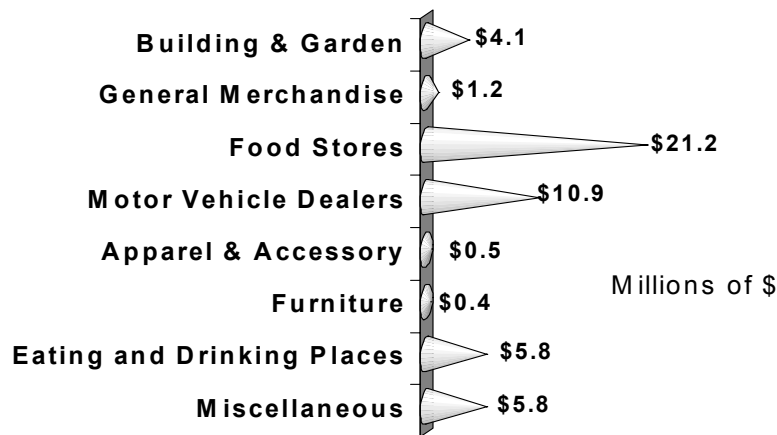 Building & Garden $4.1
General Merchandise $1.2
Food Stores $21.2
Motor Vehicle Dealers $10.9
Apparel & Accessory $0.5
Millions of $
Furniture $0.4
Eating and Drinking Places $5.8
Miscellaneous $5.8